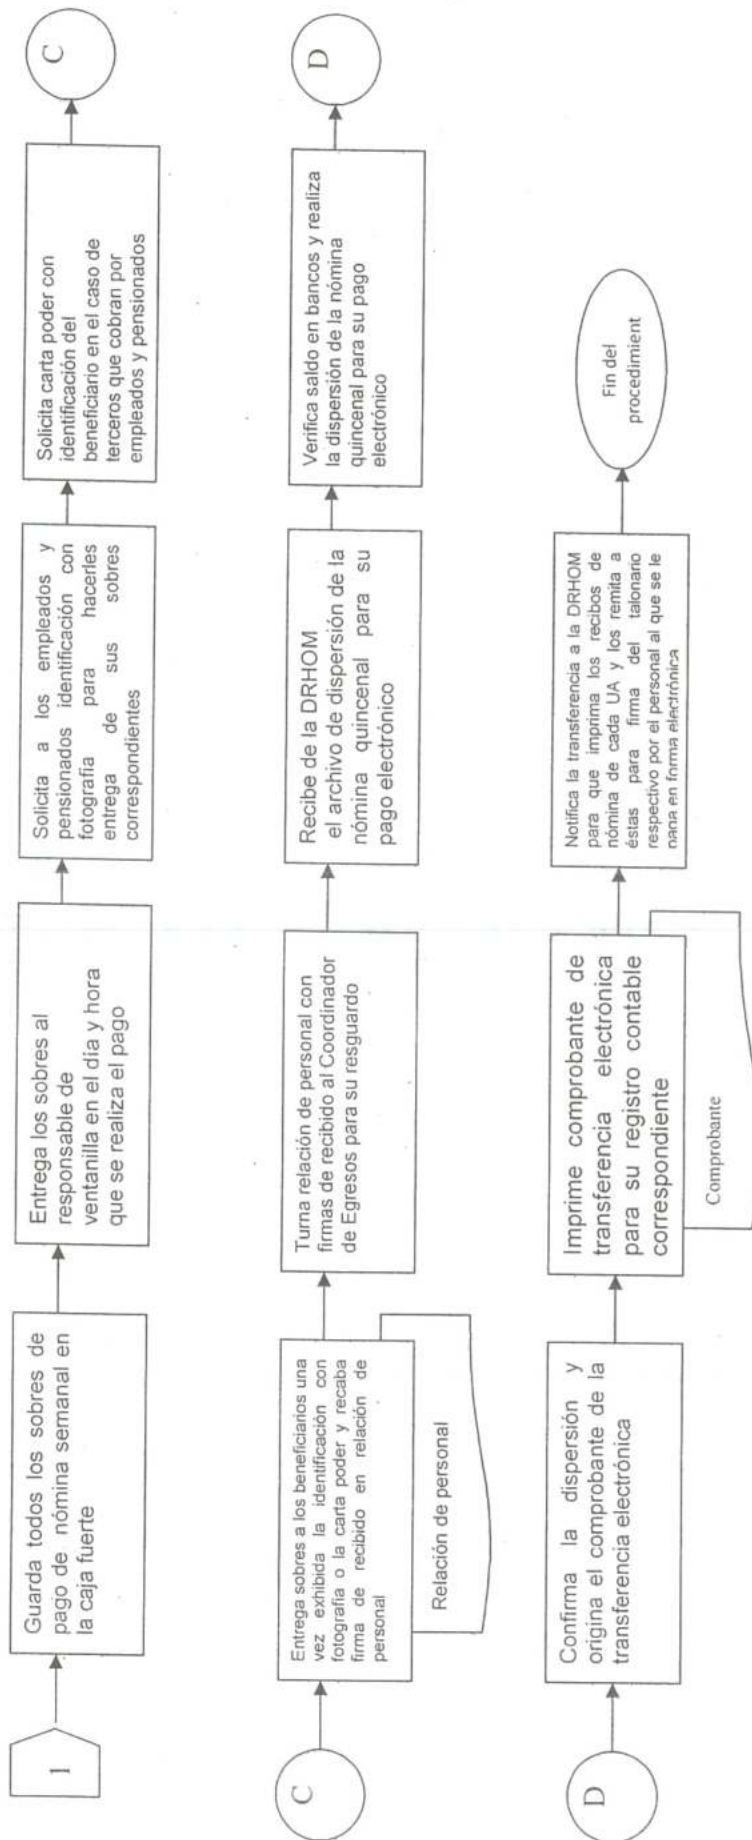 1
Guarda todos los sobres de
pago de nómina semanal en
la caja fuerte
Entrega los sobres al
responsable de
ventanilla en el día y hora
que se realiza el pago
Solicita a los empleados y
pensionados identificación con
fotografía para hacerles
entrega de sus sobres
correspondientes
Solicita carta poder con
identificación del
beneficiario en el caso de
terceros que cobran por
empleados y pensionados
C
C
Entrega sobres a los beneficiarios una
vez exhibida la identificación con
fotografía o la carta poder y recaba
firma de recibido en relación de
personal
Relación de personal
Turna relación de personal con
firmas de recibido al Coordinador
de Egresos para su resguardo
Recibe de la DRHOM
el archivo de dispersión de la
nómina quincenal para su
pago electrónico
Verifica saldo en bancos y realiza
la dispersión de la nómina
quincenal para su pago
electrónico
D
D
Confirma la dispersión y
origina el comprobante de la
transferencia electrónica
Imprime comprobante de
transferencia electrónica
para su registro contable
correspondiente
Comprobante
Notifica la transferencia a la DRHOM
para que imprima los recibos de
nómina de cada UA y los remita a
éstas para firma del talonario
respectivo por el personal al que se le
paga en forma electrónica
Fin del
procedimient